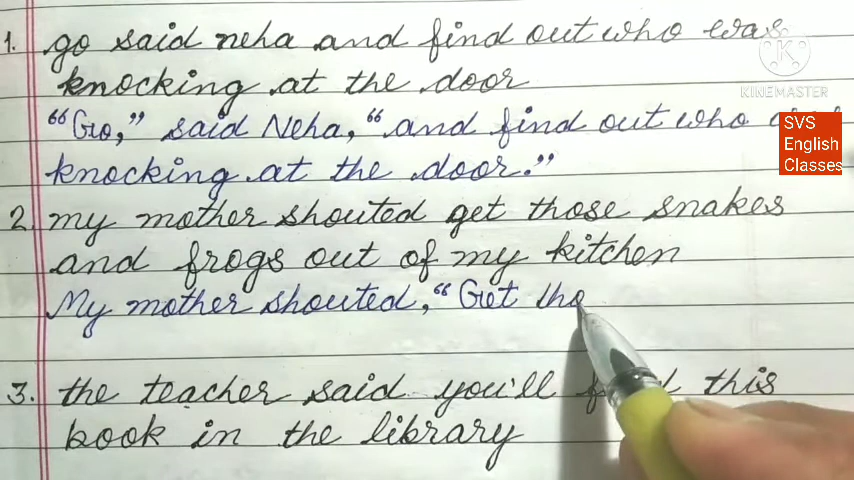 1. go said neha and find out who was
knocking at the door
KINEMASTER
"Go," said Neha, "and find out who
SVS
English
Classes
knocking at the door."
2. my mother shouted get those snakes
and frogs out of my kitchen
My mother shouted, "Get tho
3. the teacher said you'll this
book in the library